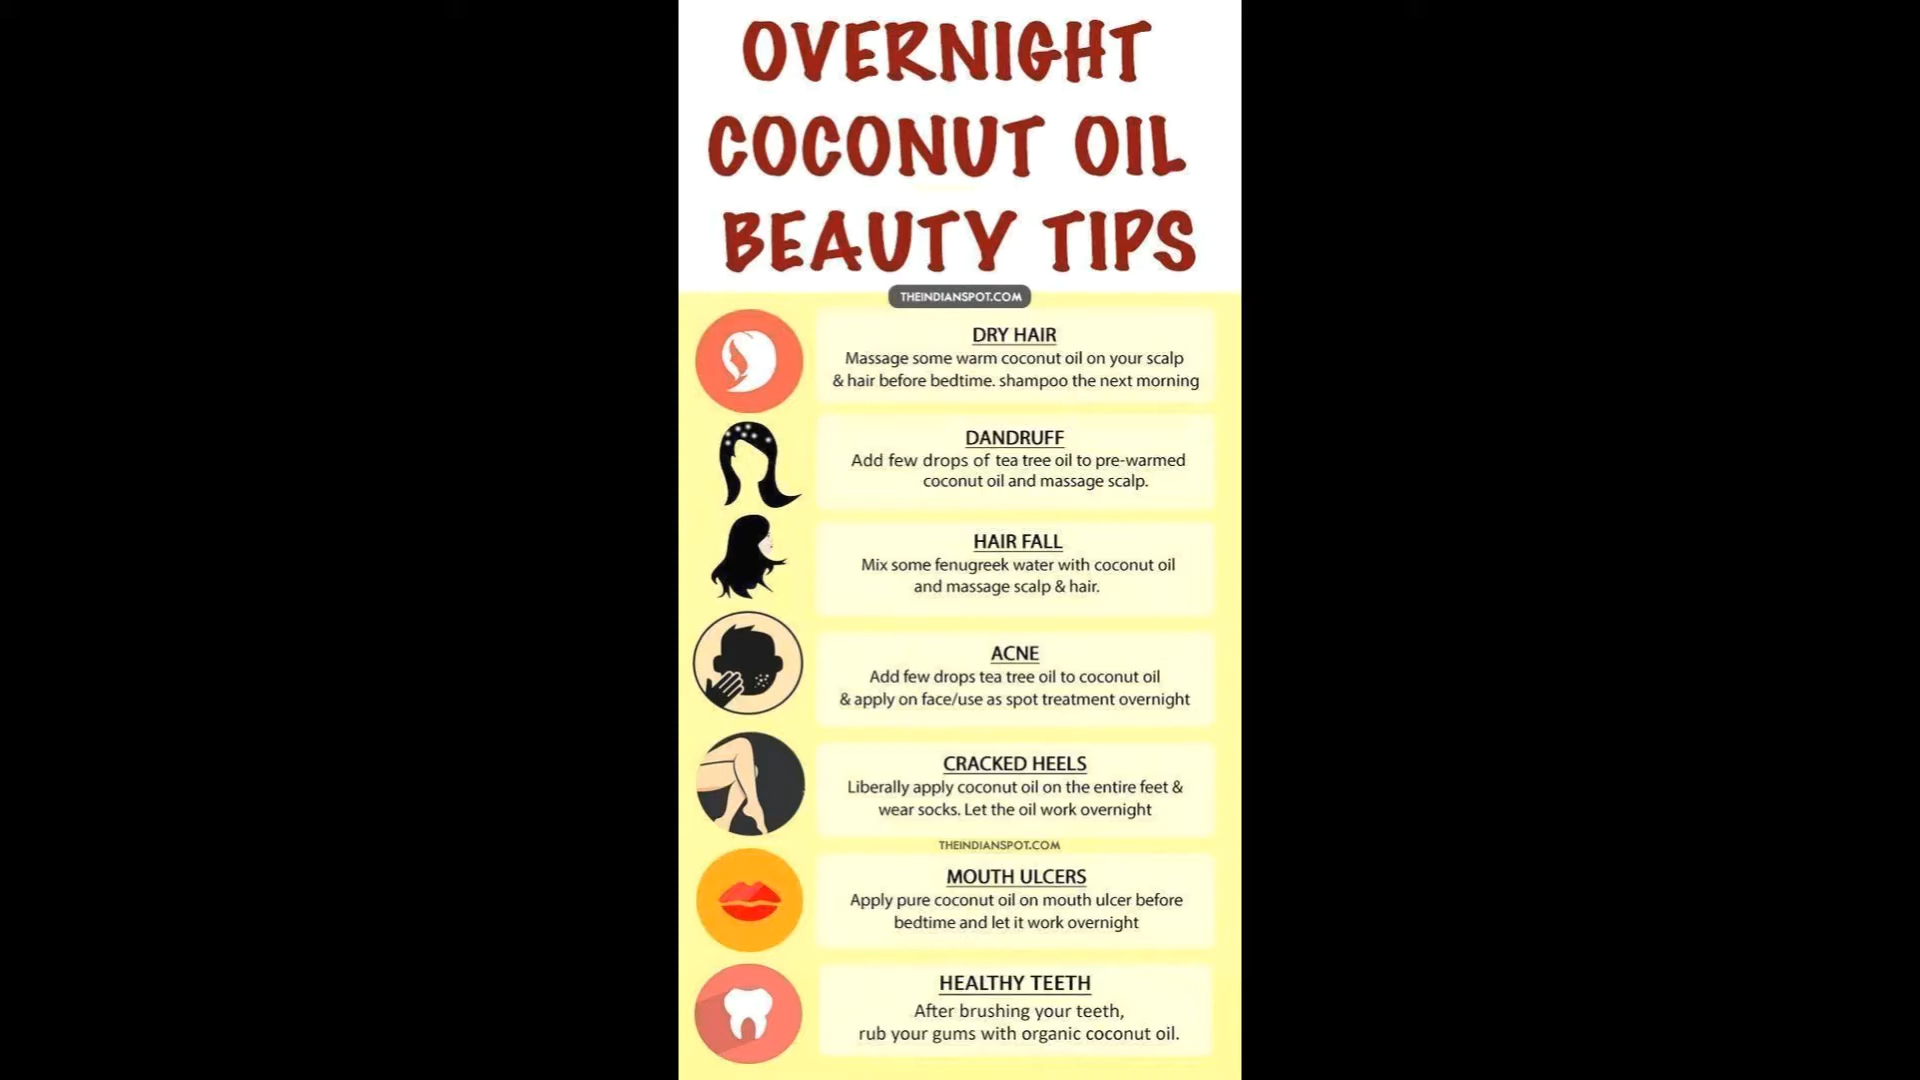 OVERNIGHT
COCONUT OIL
BEAUTY TIPS
THEINDIANSPOT.COM
DRY HAIR
Massage some warm coconut oil on your scalp
& hair before bedtime. shampoo the next morning
DANDRUFF
Add few drops of tea tree oil to pre-warmed
coconut oil and massage scalp.
HAIR FALL
Mix some fenugreek water with coconut oil
and massage scalp & hair.
ACNE
Add few drops tea tree oil to coconut oil
& apply on face/use as spot treatment overnight
CRACKED HEELS
Liberally apply coconut oil on the entire feet &
wear socks. Let the oil work overnight
THEINDIANSPOT.COM
MOUTH ULCERS
Apply pure coconut oil on mouth ulcer before
bedtime and let it work overnight
HEALTHY TEETH
After brushing your teeth,
rub your gums with organic coconut oil.